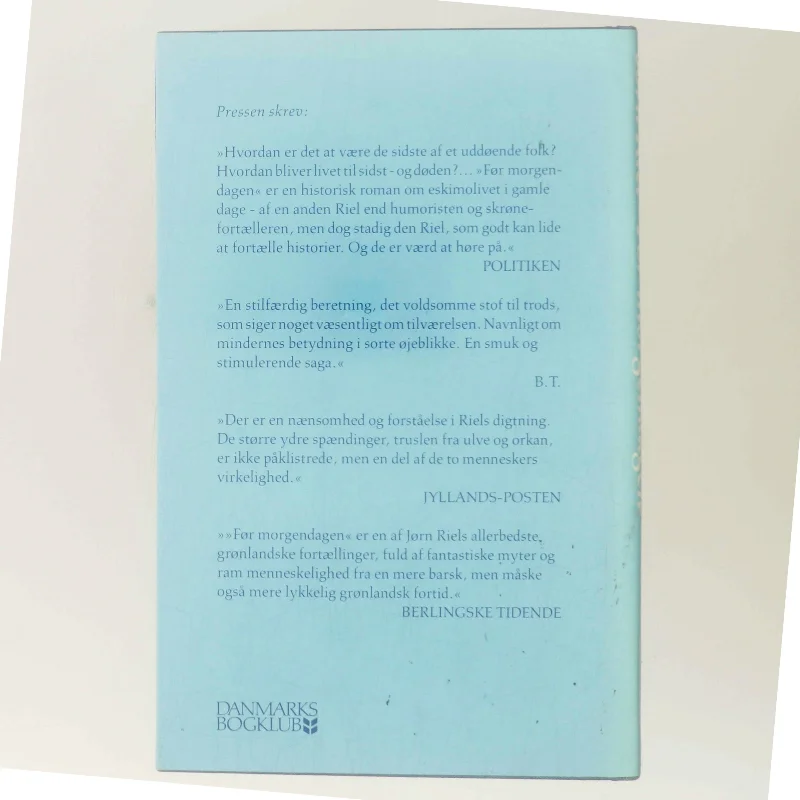 Pressen skrev:
»Hvordan er det at være de sidste af et uddøende folk?
Hvordan bliver livet til sidst - og døden?... »Før morgen-
dagen« er en historisk roman om eskimolivet i gamle
dage - af en anden Riel end humoristen og skrøne-
fortælleren, men dog stadig den Riel, som godt kan lide
at fortælle historier. Og de er værd at høre på.«
POLITIKEN
»En stilfærdig beretning, det voldsomme stof til trods,
som siger noget væsentligt om tilværelsen. Navnligt om
mindernes betydning i sorte øjeblikke. En smuk og
stimulerende saga.«
B.T.
»Der er en nænsomhed og forståelse i Riels digtning.
De større ydre spændinger, truslen fra ulve og orkan,
er ikke påklistrede, men en del af de to menneskers
virkelighed.«
JYLLANDS-POSTEN
»»Før morgendagen« er en af Jørn Riels allerbedste
grønlandske fortællinger, fuld af fantastiske myter og
ram menneskelighed fra en mere barsk, men måske
også mere lykkelig grønlandsk fortid.«
BERLINGSKE TIDENDE
DANMARKS
BOGKLUB